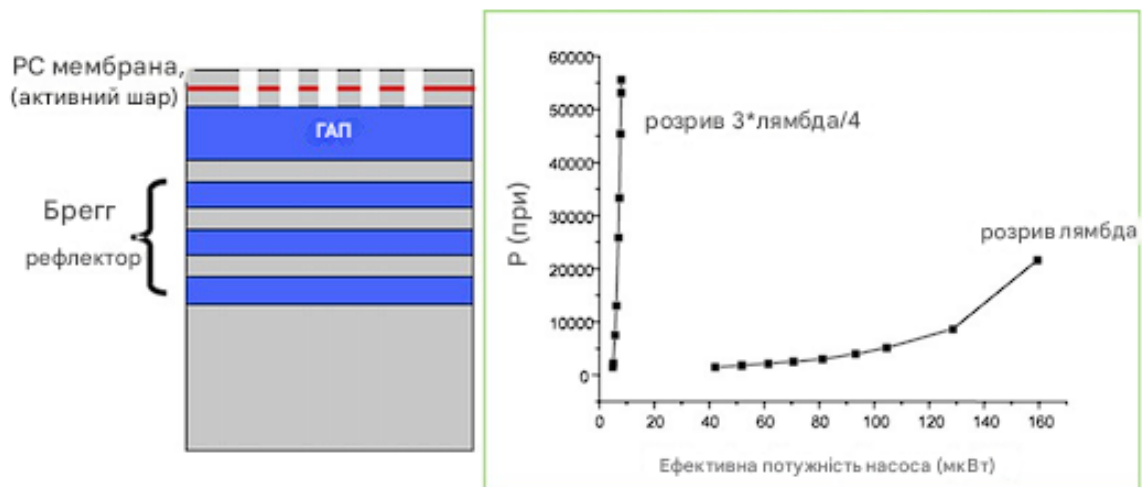 РС мембрана,
(активний шар)
ГАП
Брегг
рефлектор
60000
50000
40000
30000
20000
10000
0
Р (при)
розрив 3*лямбда/4
розрив лямбда
0 20 40 60 80 100 120 140 160
Ефективна потужність насоса (мкВт)